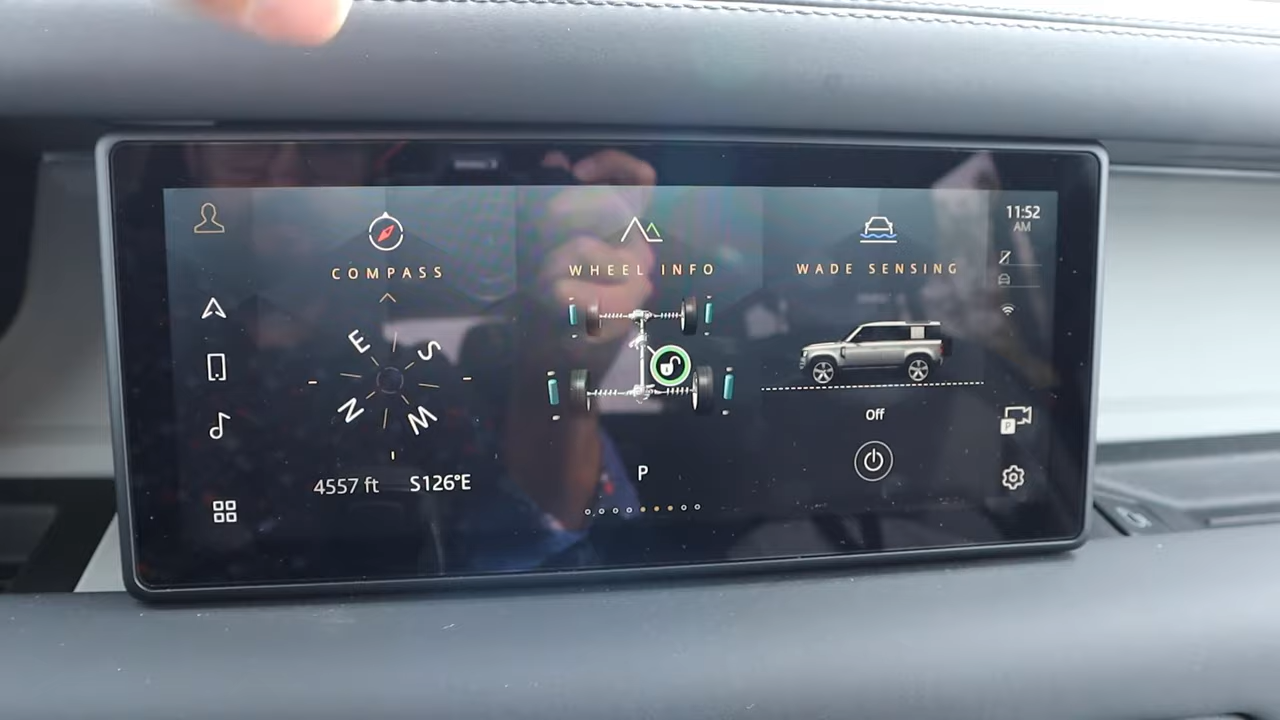 11:52
AM
COMPASS
WHEEL INFO
WADE SENSING
E
S
N
W
Off
P
4557 ft
S126°E
P